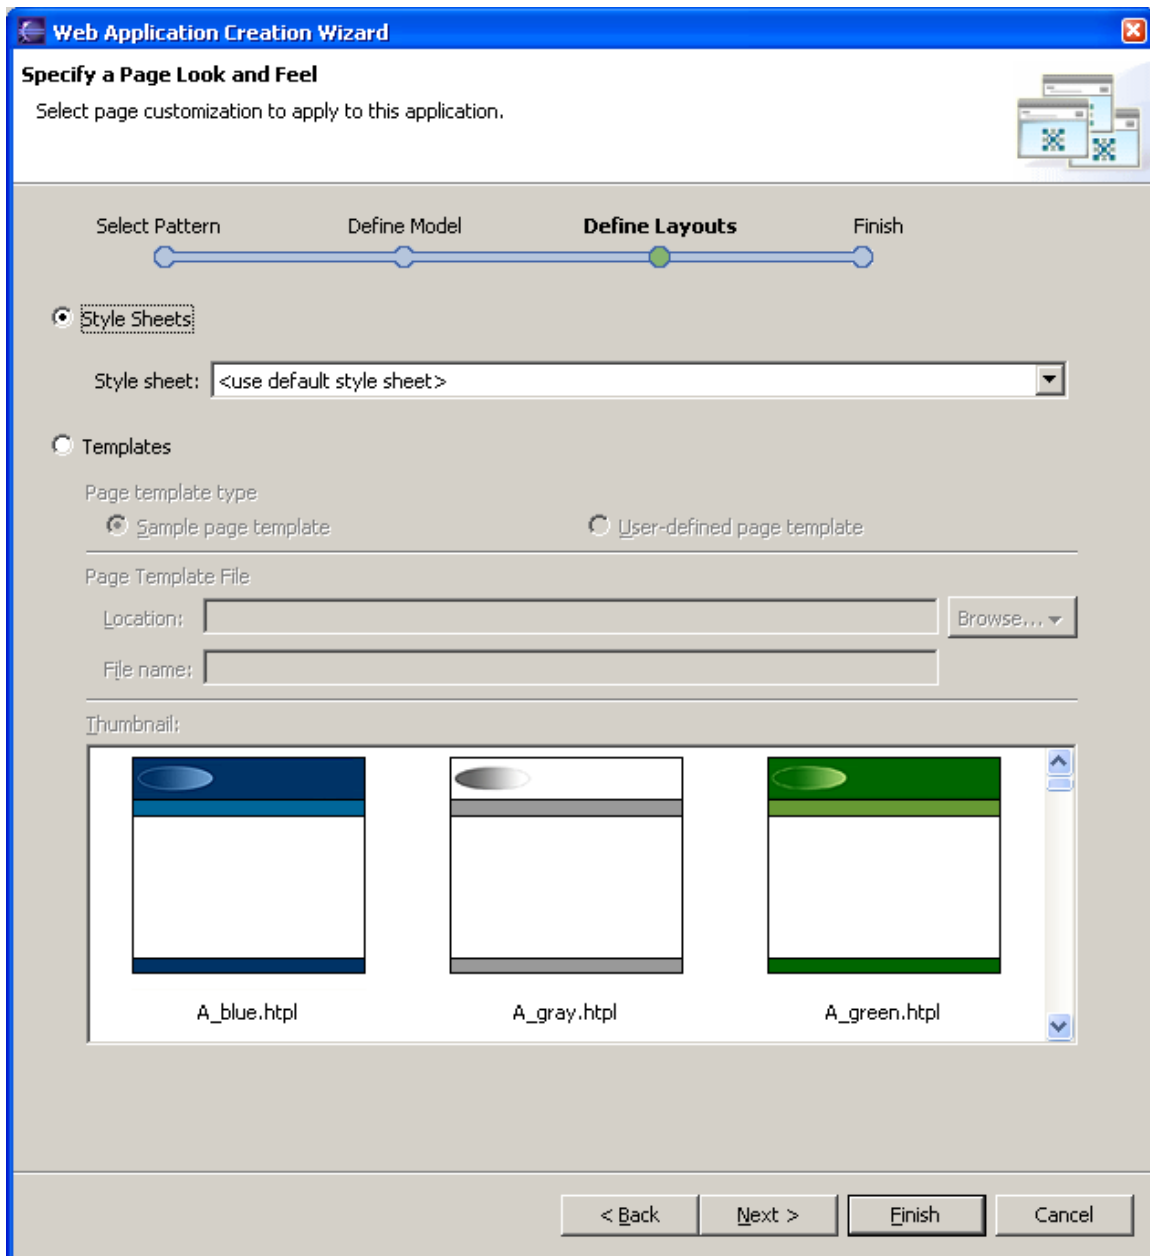 Web Application Creation Wizard
Specify a Page Look and Feel
Select page customization to apply to this application.
Select Pattern Define Model Define Layouts Finish
Style Sheets
Style sheet: <use default style sheet>
Templates
Page template type
Sample page template User-defined page template
Page Template File
Location: Browse...
File name:
Thumbnail:
A_blue.htpl A_gray.htpl A_green.htpl
< Back Next > Finish Cancel